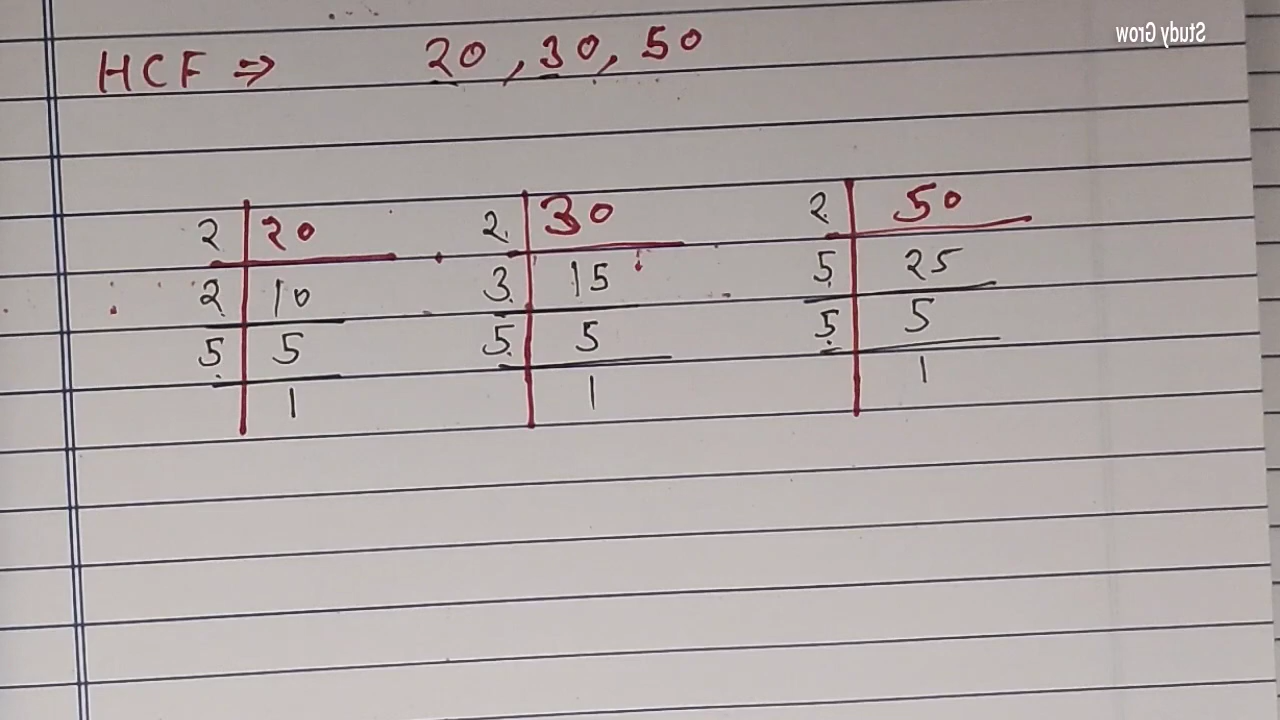 Study Grow
HCF ⇒ 20, 30, 50
2 20 2 30 2 50
2 10 3 15 5 25
5 5 5 5 5 5
1 1 1